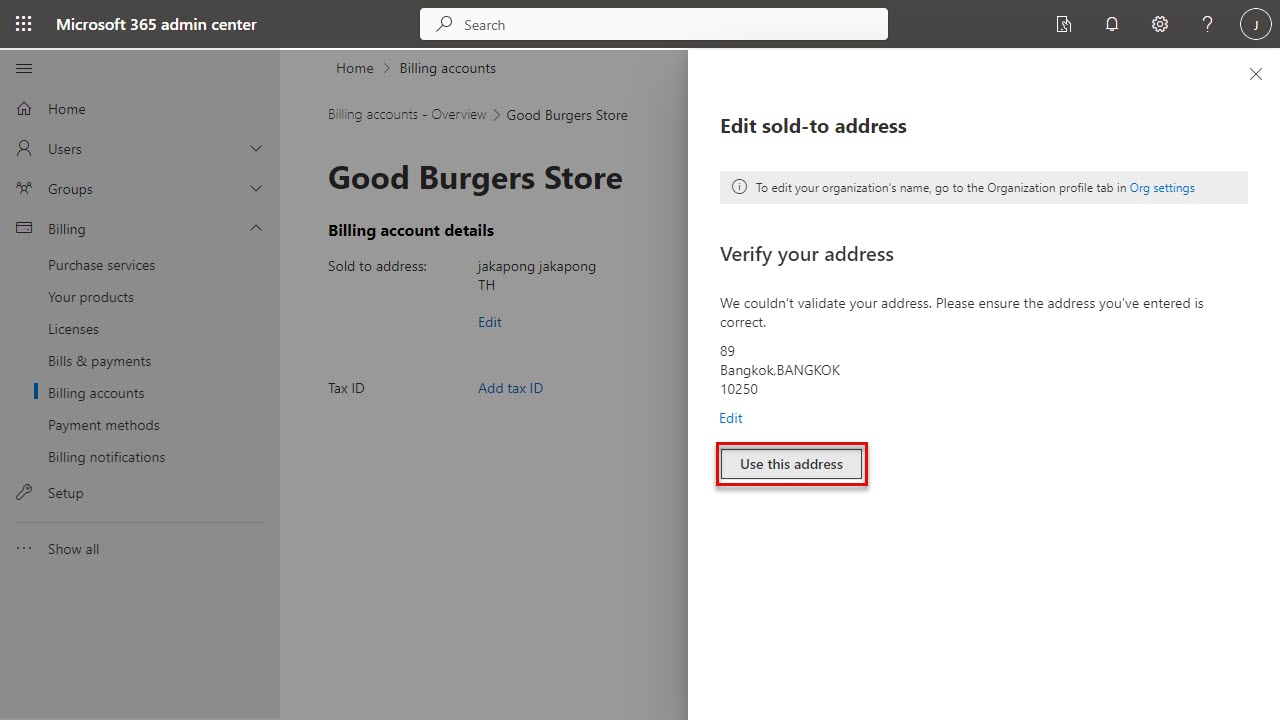 Microsoft 365 admin center
Search
J
Home
Users
Groups
Billing
Purchase services
Your products
Licenses
Bills & payments
Billing accounts
Payment methods
Billing notifications
Setup
Show all
Home > Billing accounts
Billing accounts - Overview > Good Burgers Store
Good Burgers Store
Billing account details
Sold to address:
jakapong jakapong
TH
Edit
Tax ID
Add tax ID
Edit sold-to address
To edit your organization's name, go to the Organization profile tab in Org settings
Verify your address
We couldn't validate your address. Please ensure the address you've entered is
correct.
89
Bangkok,BANGKOK
10250
Edit
Use this address